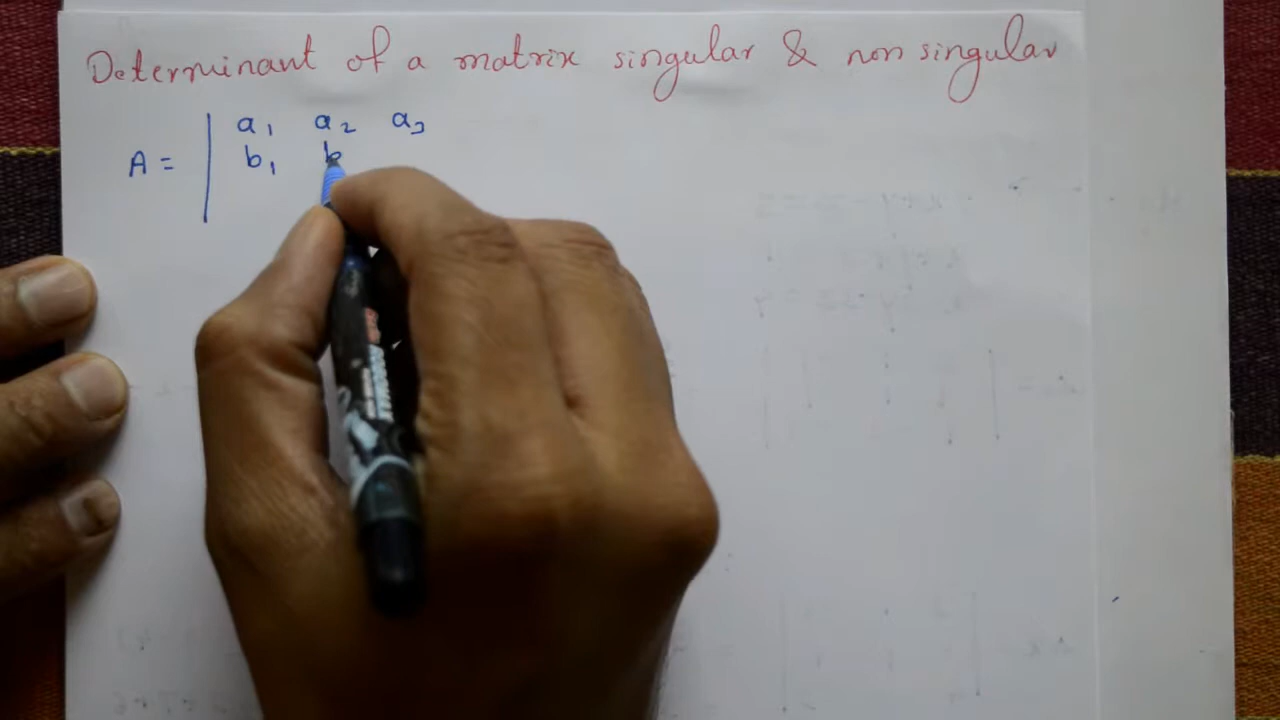 Determinant of a matrix singular & non singular
a₁ a₂ a₃
A = b₁ b